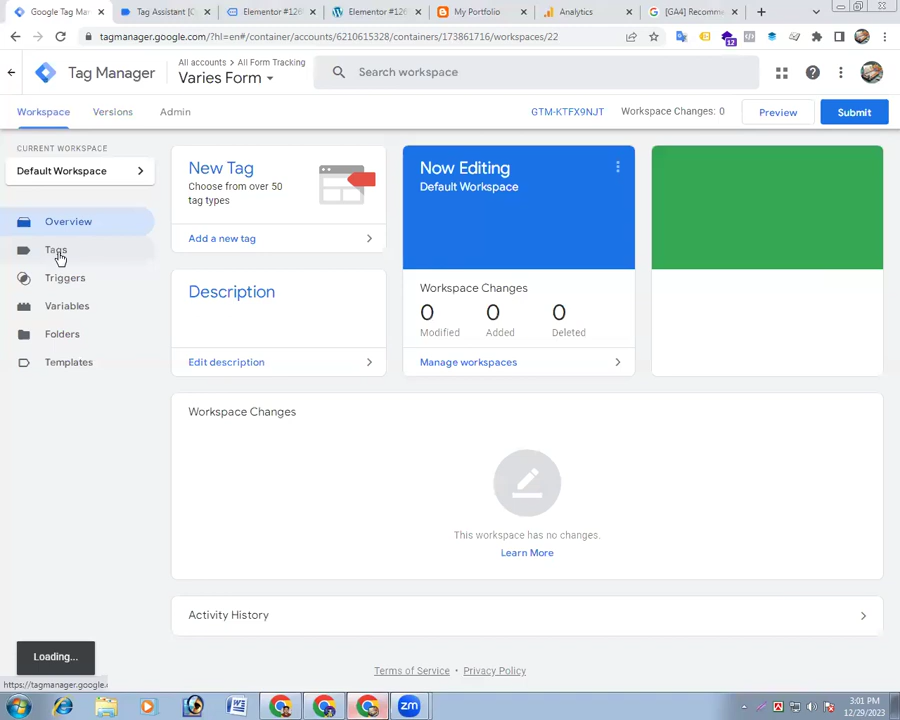 Google Tag Ma
Tag Assistant [C
Elementor #126
Elementor #126
My Portfolio
Analytics
[GA4] Recomm
tagmanager.google.com/?hl=en#/container/accounts/6210615328/containers/173861716/workspaces/22
12
Tag Manager
All accounts > All Form Tracking
Varies Form
Search workspace
Workspace
Versions
Admin
GTM-KTFX9NJT
Workspace Changes: 0
Preview
Submit
CURRENT WORKSPACE
Default Workspace
Overview
Tags
Triggers
Variables
Folders
Templates
New Tag
Choose from over 50
tag types
Add a new tag
Description
Edit description
Now Editing
Default Workspace
Workspace Changes
0 0 0
Modified Added Deleted
Manage workspaces
Workspace Changes
This workspace has no changes.
Learn More
Activity History
Terms of Service • Privacy Policy
Loading...
https://tagmanager.google.
zm
3:01 PM
12/29/2023